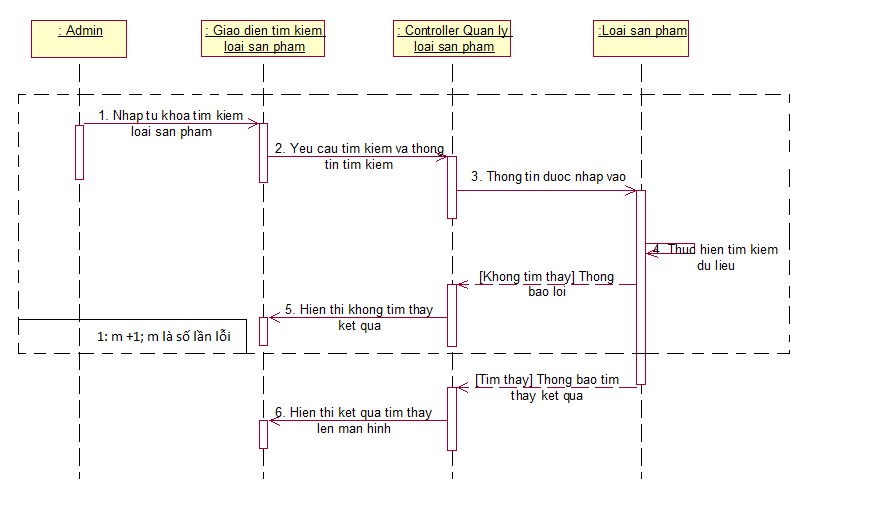 : Admin
: Giao dien tim kiem
loai san pham
: Controller Quan ly
loai san pham
:Loai san pham
1. Nhap tu khoa tim kiem
loai san pham
2. Yeu cau tim kiem va thong
tin tim kiem
3. Thong tin duoc nhap vao
4. Thuc hien tim kiem
du lieu
[Khong tim thay] Thong
bao loi
5. Hien thi khong tim thay
ket qua
1: m +1; m là số lần lỗi
[Tim thay] Thong bao tim
thay ket qua
6. Hien thi ket qua tim thay
len man hinh